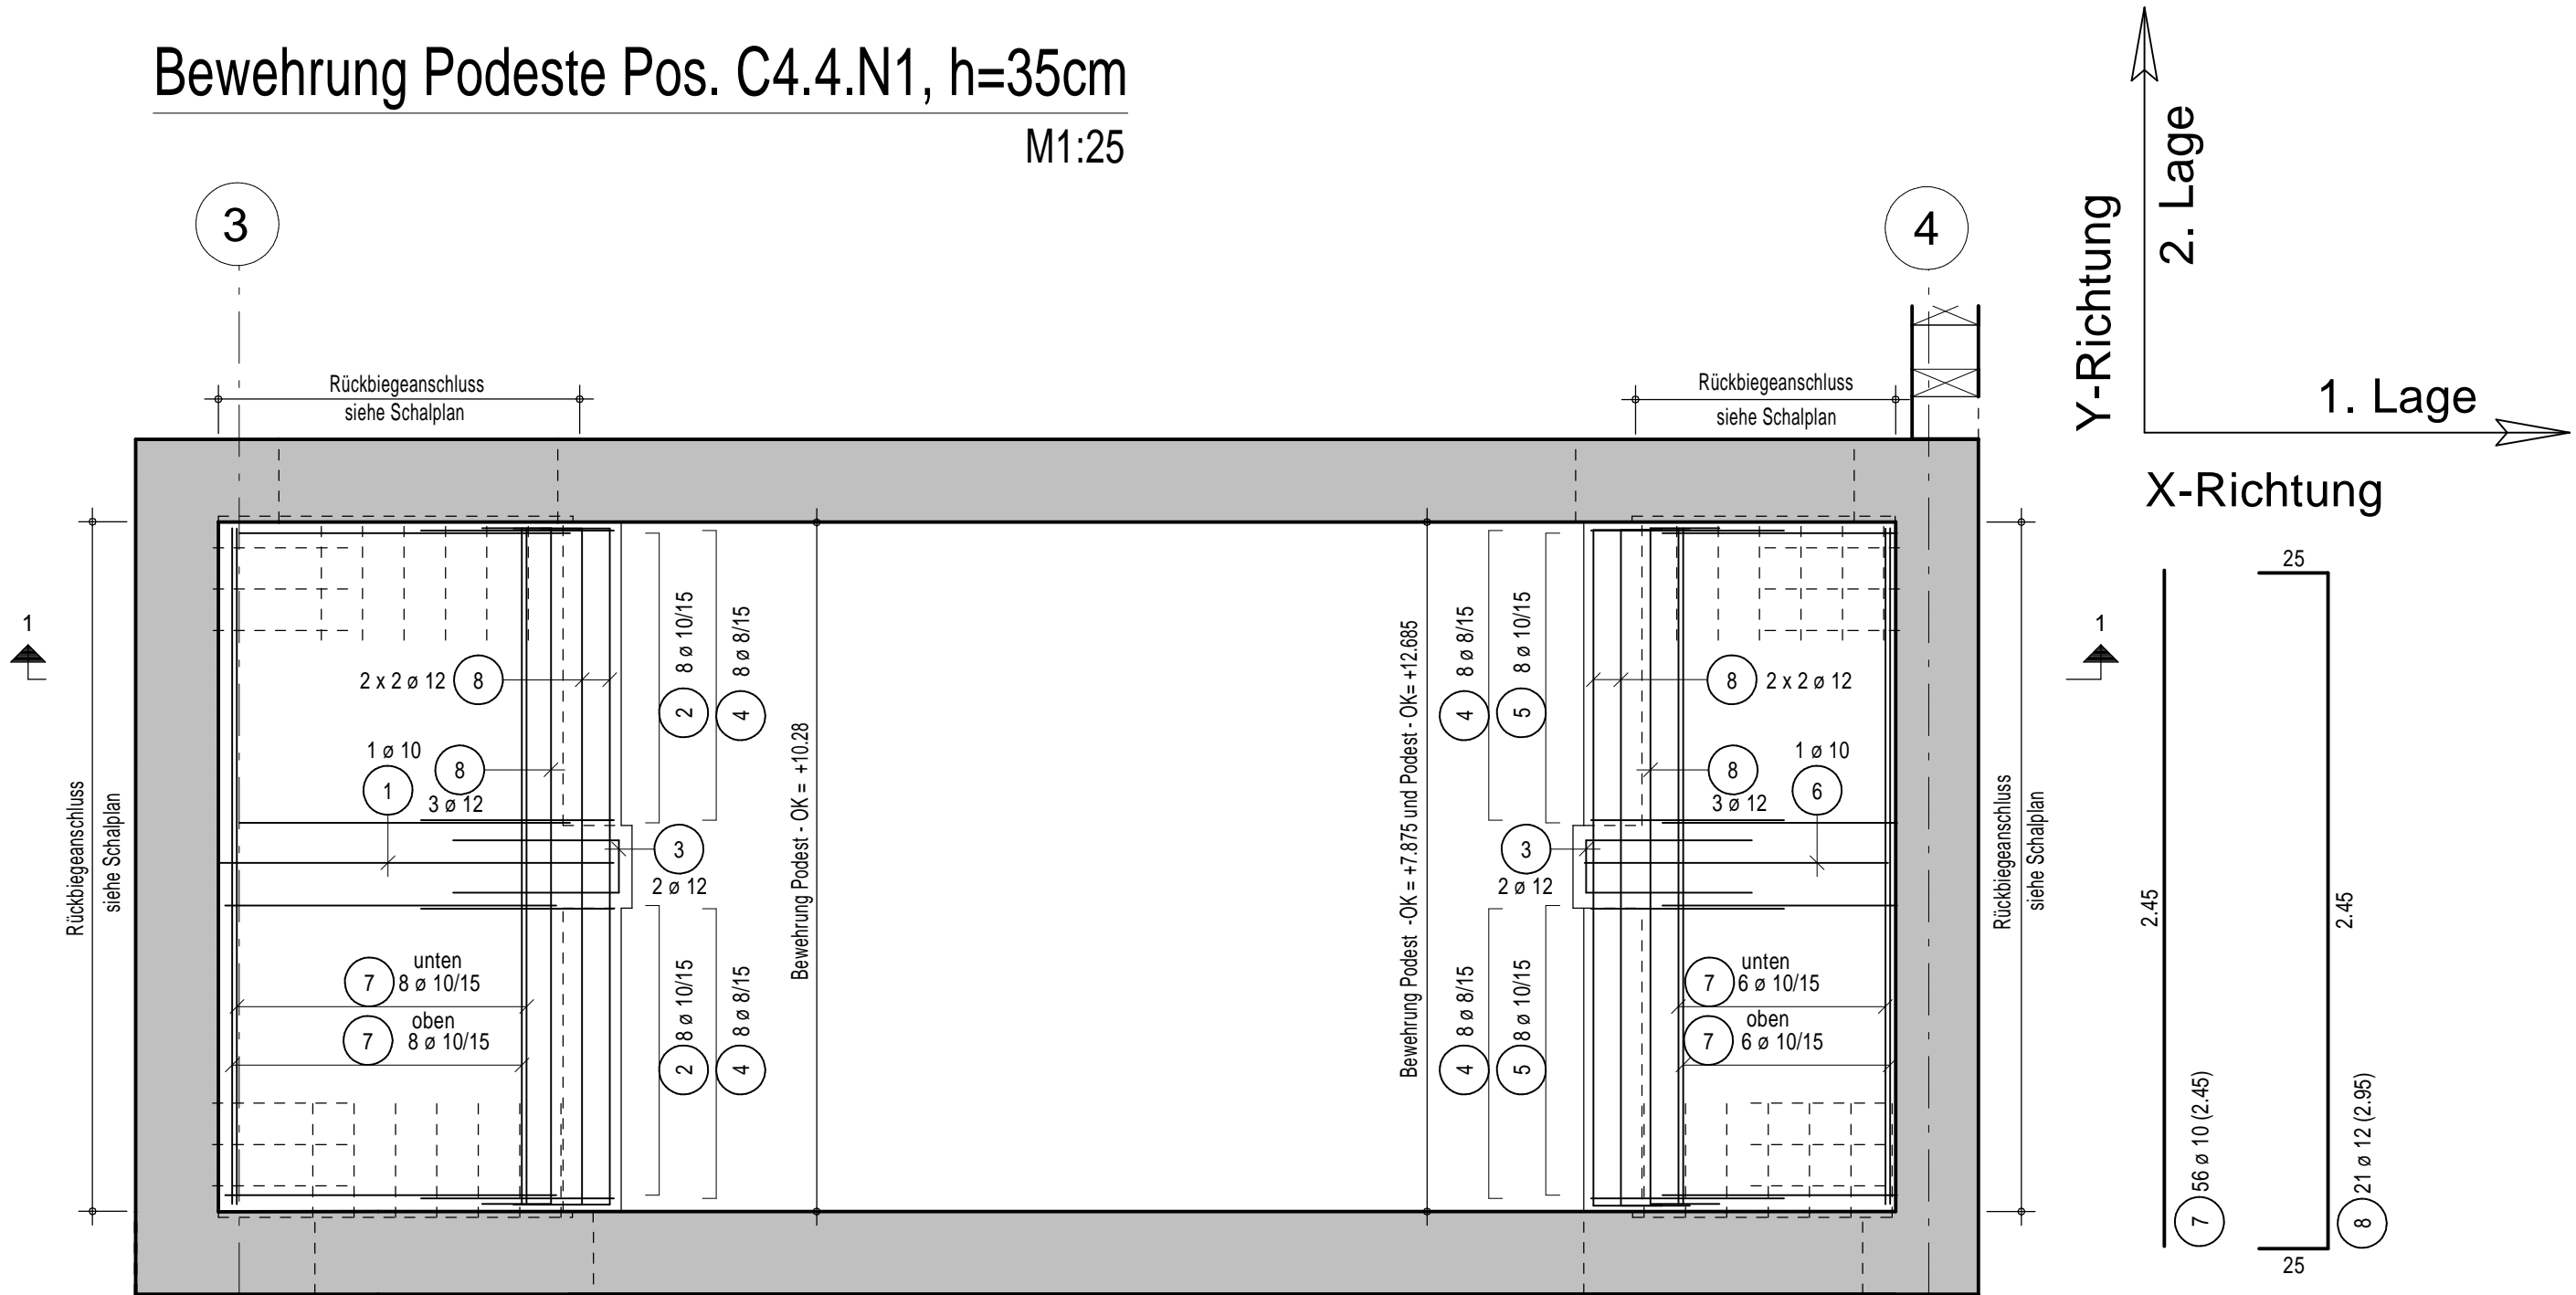 Bewehrung Podeste Pos. C4.4.N1, h=35cm
M1:25
3
4
Y-Richtung
2. Lage
1. Lage
X-Richtung
Rückbiegeanschluss
siehe Schalplan
Rückbiegeanschluss
siehe Schalplan
1
1
Rückbiegeanschluss
siehe Schalplan
2 x 2 ø 12
8
1 ø 10
1
8
3 ø 12
3
2 ø 12
2
8 ø 10/15
4
8 ø 8/15
2
8 ø 10/15
4
8 ø 8/15
7
unten
8 ø 10/15
7
oben
8 ø 10/15
Bewehrung Podest - OK = +10.28
Bewehrung Podest -OK = +7.875 und Podest - OK= +12.685
4
8 ø 8/15
5
8 ø 10/15
4
8 ø 8/15
5
8 ø 10/15
8
2 x 2 ø 12
8
3 ø 12
1 ø 10
6
3
2 ø 12
7
unten
6 ø 10/15
7
oben
6 ø 10/15
Rückbiegeanschluss
siehe Schalplan
2.45
7
56 ø 10 (2.45)
25
2.45
25
8
21 ø 12 (2.95)